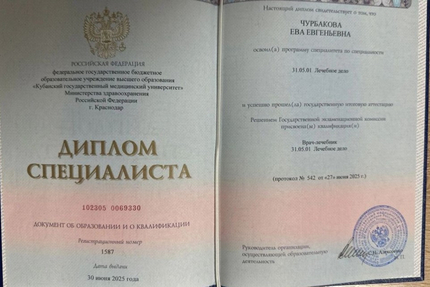 РОССИЙСКАЯ ФЕДЕРАЦИЯ
федеральное государственное бюджетное
образовательное учреждение высшего образования
«Кубанский государственный медицинский университет»
Министерства здравоохранения
Российской Федерации
г. Краснодар
ДИПЛОМ
СПЕЦИАЛИСТА
102305 0069330
ДОКУМЕНТ ОБ ОБРАЗОВАНИИ И О КВАЛИФИКАЦИИ
Регистрационный номер
1587
Дата выдачи
30 июня 2025 года
Настоящий диплом свидетельствует о том, что
ЧУРБАКОВА
ЕВА ЕВГЕНЬЕВНА
освоил(а) программу специалитета по специальности
31.05.01 Лечебное дело
и успешно прошел(ла) государственную итоговую аттестацию
Решением Государственной экзаменационной комиссии
присвоена(ы) квалификация(и)
Врач-лечебник
31.05.01 Лечебное дело
(протокол № 542 от «27» июня 2025 г.)
Руководитель организации,
осуществляющей образовательную
деятельность